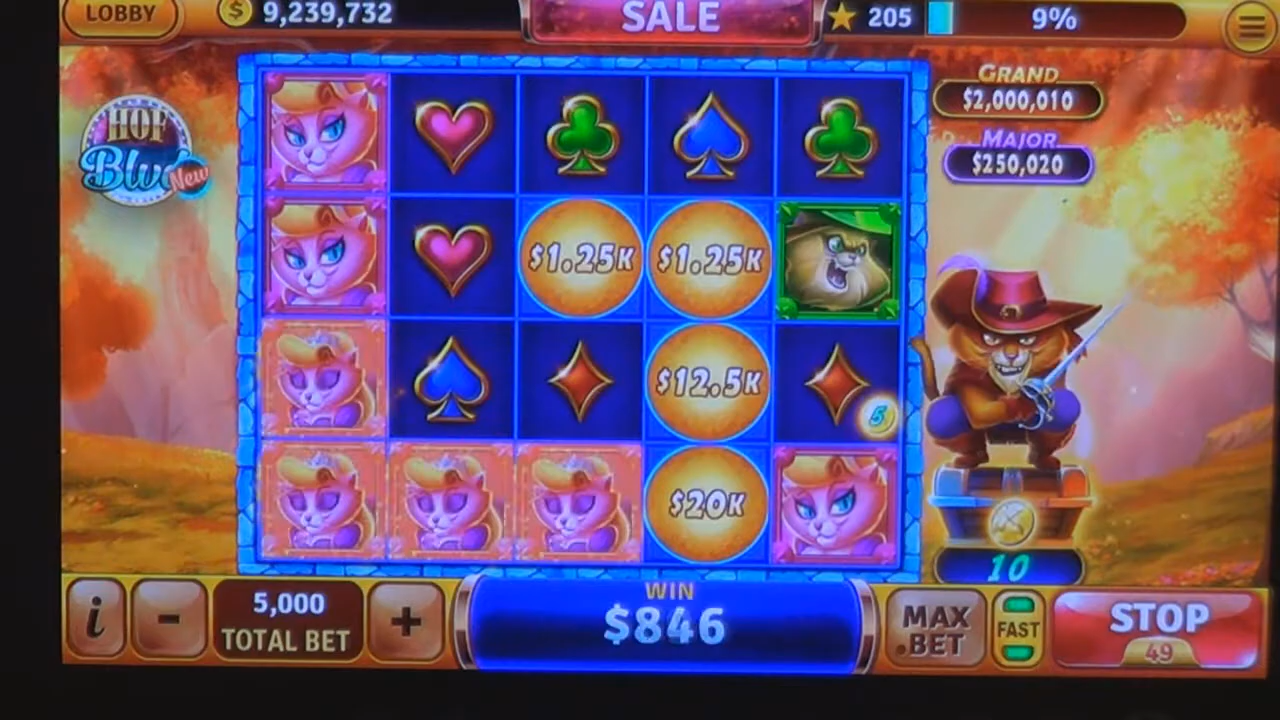 LOBBY
9,239,732
SALE
205
9%
HOF
New
GRAND
$2,000,010
MAJOR
$250,020
$1.25K
$1.25K
$12.5K
5
$20K
10
i
-
5,000
TOTAL BET
+
WIN
$846
MAX
BET
FAST
STOP
49